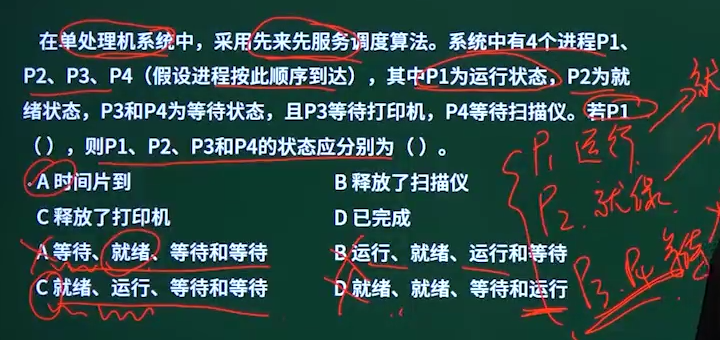 在单处理机系统中，采用先来先服务调度算法。系统中有4个进程P1、
P2、P3、P4（假设进程按此顺序到达），其中P1为运行状态，P2为就
绪状态，P3和P4为等待状态，且P3等待打印机，P4等待扫描仪。若P1
（），则P1、P2、P3和P4的状态应分别为（）。
A 时间片到 B 释放了扫描仪
C 释放了打印机 D 已完成
A 等待、就绪、等待和等待 B 运行、就绪、运行和等待
C 就绪、运行、等待和等待 D 就绪、就绪、等待和运行
P1 运行
P2 就绪
P3.P4 等待
就